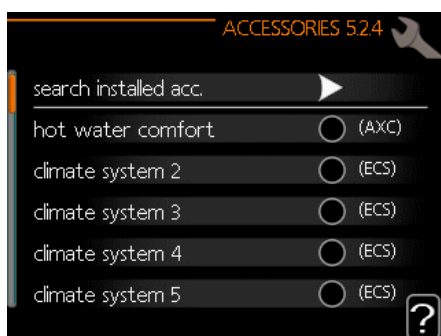 ACCESSORIES 5.2.4
search installed acc.
hot water comfort (AXC)
climate system 2 (ECS)
climate system 3 (ECS)
climate system 4 (ECS)
climate system 5 (ECS)
?